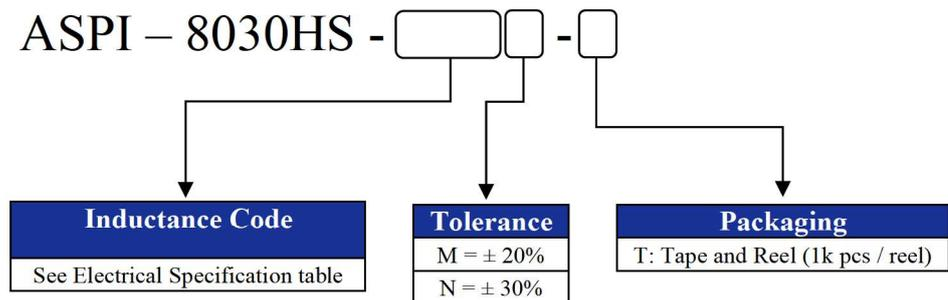 ASPI – 8030HS - -
Inductance Code
See Electrical Specification table
Tolerance
M = ± 20%
N = ± 30%
Packaging
T: Tape and Reel (1k pcs / reel)